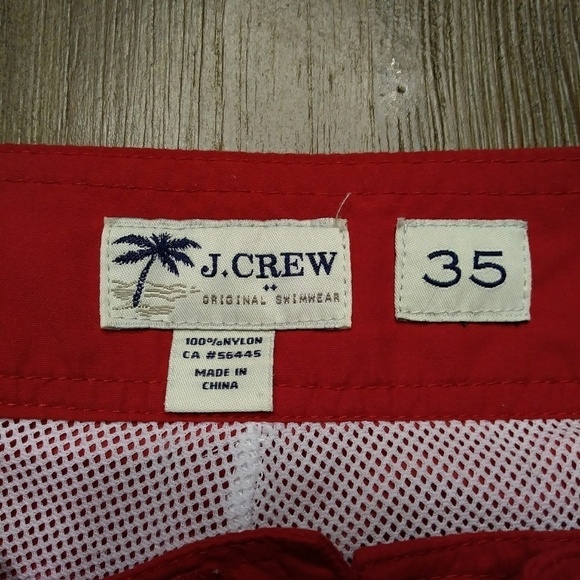 J.CREW
ORIGINAL SWIMWEAR
35
100%NYLON
CA #56445
MADE IN
CHINA